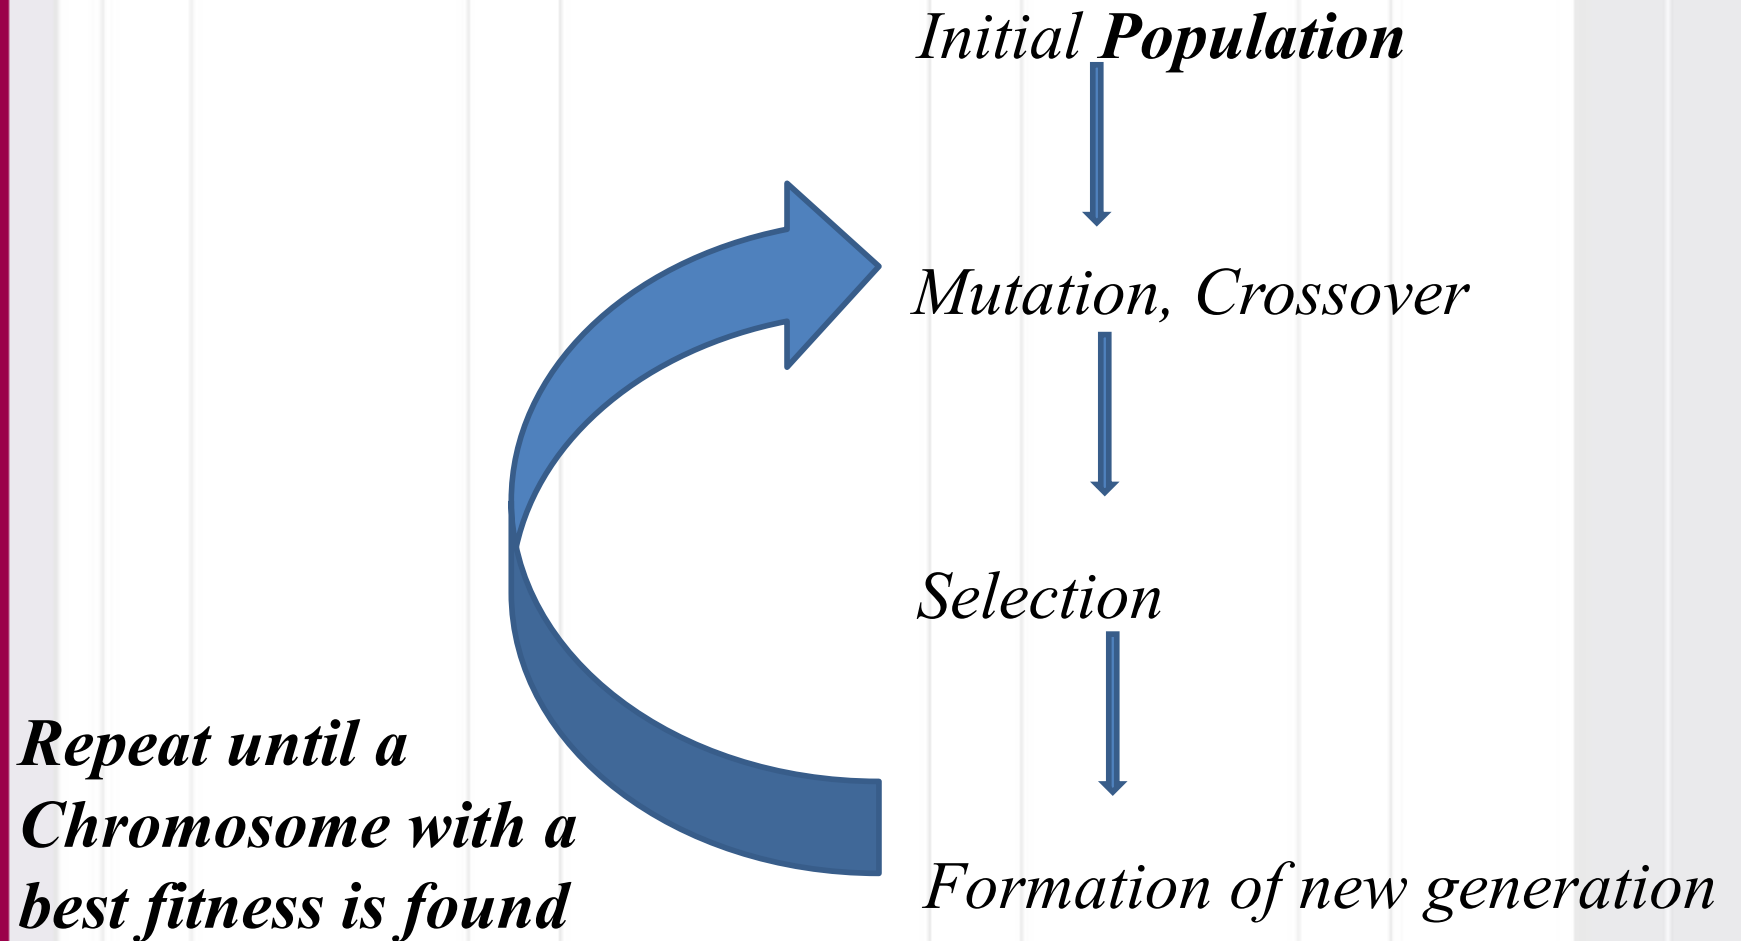 Initial Population
Mutation, Crossover
Selection
Formation of new generation
Repeat until a
Chromosome with a
best fitness is found